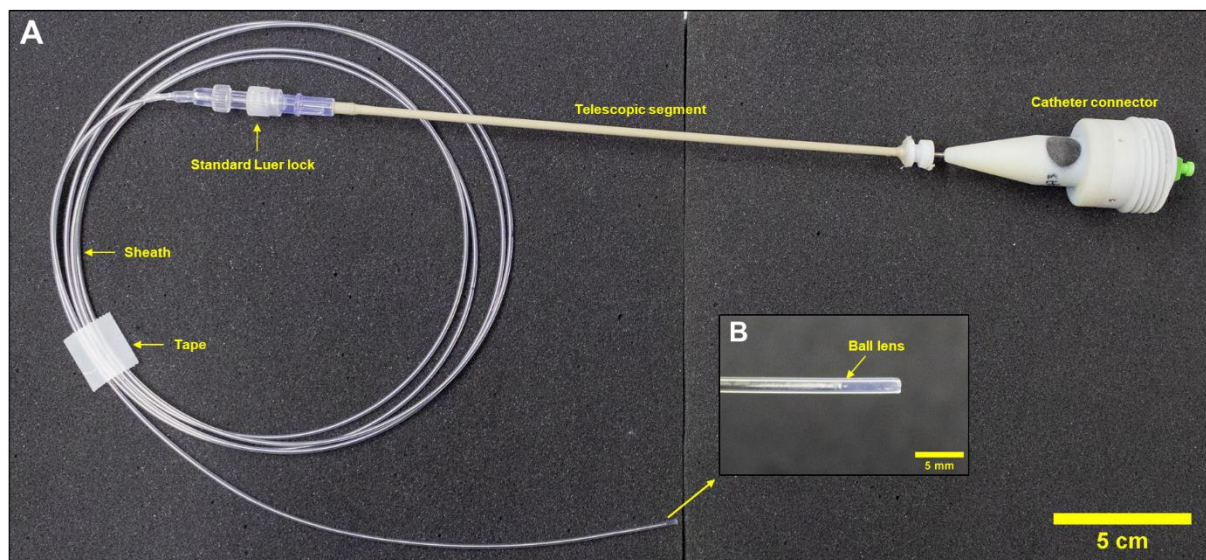 A
Telescopic segment
Catheter connector
Standard Luer lock
Sheath
Tape
B
Ball lens
5 mm
5 cm